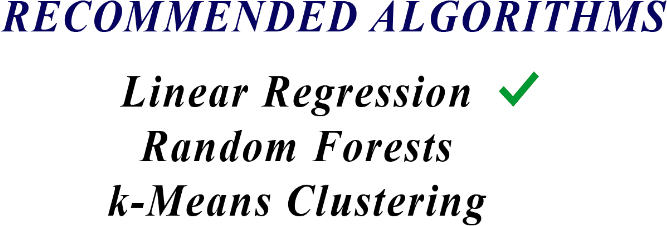 RECOMMENDED ALGORITHMS
Linear Regression ✓
Random Forests
k-Means Clustering